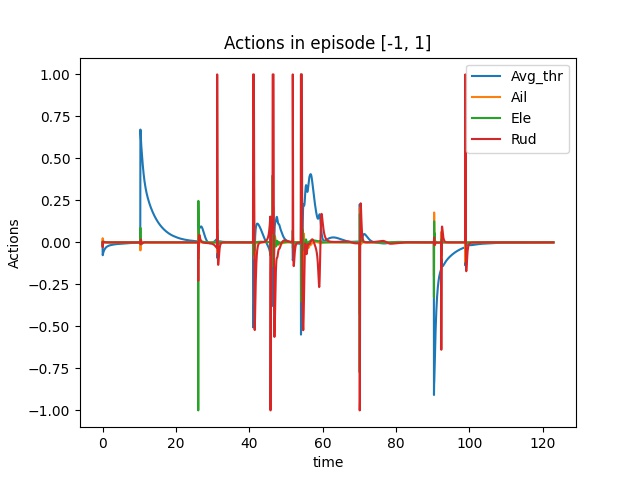 Actions in episode [-1, 1]
Avg_thr
Ail
Ele
Rud
1.00
0.75
0.50
0.25
0.00
−0.25
−0.50
−0.75
−1.00
Actions
0 20 40 60 80 100 120
time